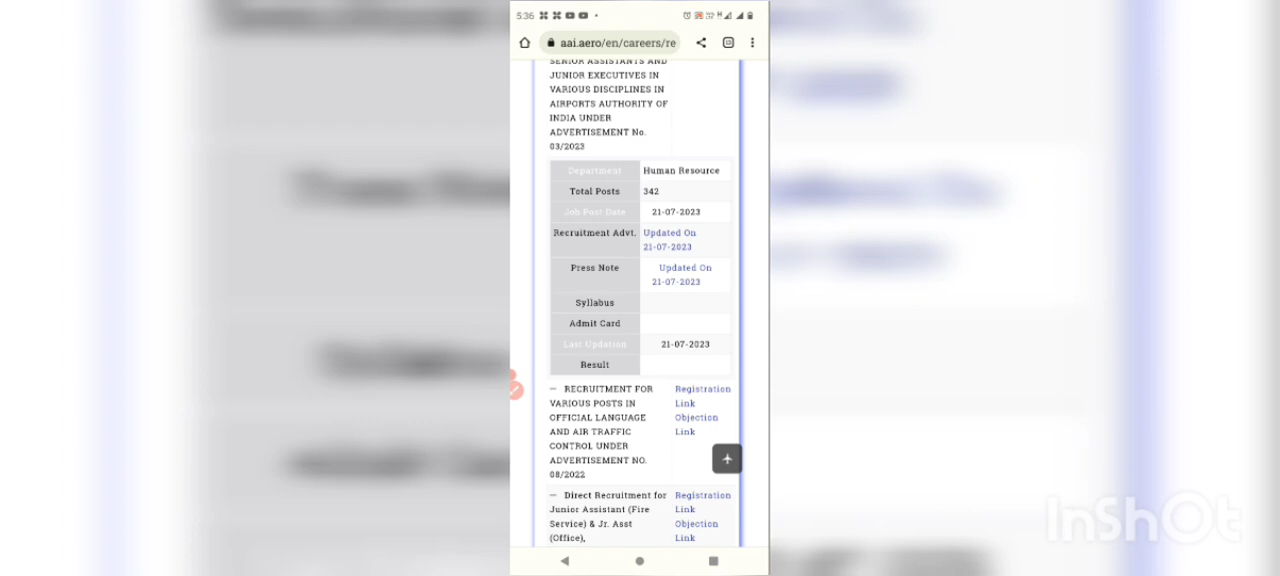 5:36
aai.aero/en/careers/re
SENIOR ASSISTANTS AND
JUNIOR EXECUTIVES IN
VARIOUS DISCIPLINES IN
AIRPORTS AUTHORITY OF
INDIA UNDER
ADVERTISEMENT No.
03/2023
Department Human Resource
Total Posts 342
Job Post Date 21-07-2023
Recruitment Advt. Updated On
21-07-2023
Press Note Updated On
21-07-2023
Syllabus
Admit Card
Last Updation 21-07-2023
Result
— RECRUITMENT FOR Registration
VARIOUS POSTS IN Link
OFFICIAL LANGUAGE Objection
AND AIR TRAFFIC Link
CONTROL UNDER
ADVERTISEMENT NO.
08/2022
— Direct Recruitment for Registration
Junior Assistant (Fire Link
Service) & Jr. Asst Objection
(Office), Link
InShOt